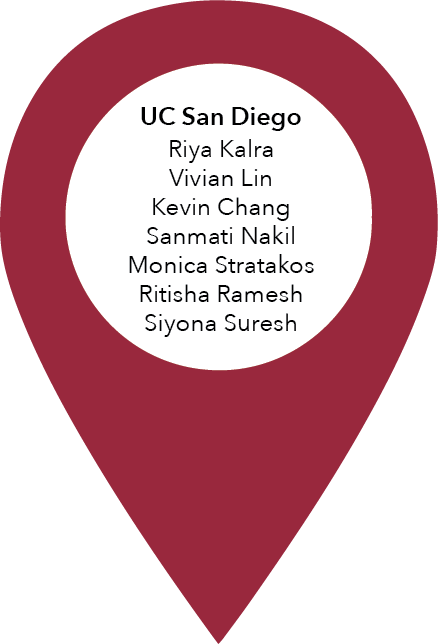 UC San Diego
Riya Kalra
Vivian Lin
Kevin Chang
Sanmati Nakil
Monica Stratakos
Ritisha Ramesh
Siyona Suresh